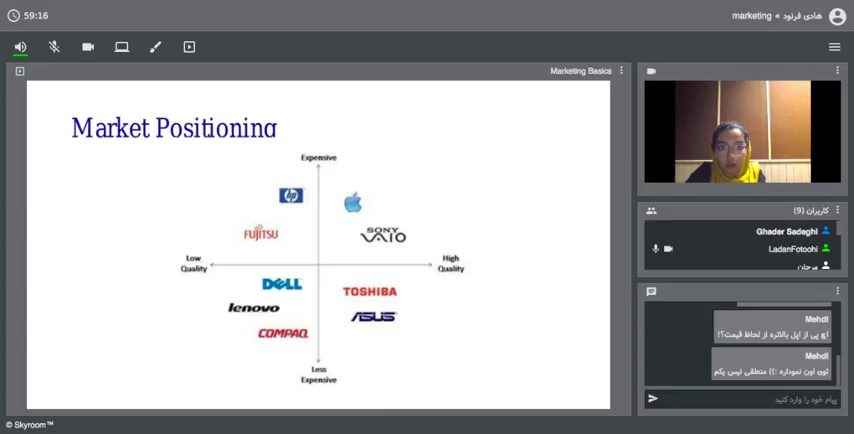 59:16
هادی فرنود » marketing
Marketing Basics
Market Positioning
Expensive
hp
FUJITSU
SONY
VAIO
Low
Quality
High
Quality
DELL
TOSHIBA
lenovo
ASUS
COMPAQ
Less
Expensive
کاربران (9)
Ghader Sadeghi
LadanFotoohi
مرجان
Mehdi
اچ پی از اپل بالاتره از لحاظ قیمت؟!
Mehdi
توی اون نموداره :)) منطقی نیس یکم
پیام خود را وارد کنید
© Skyroom™